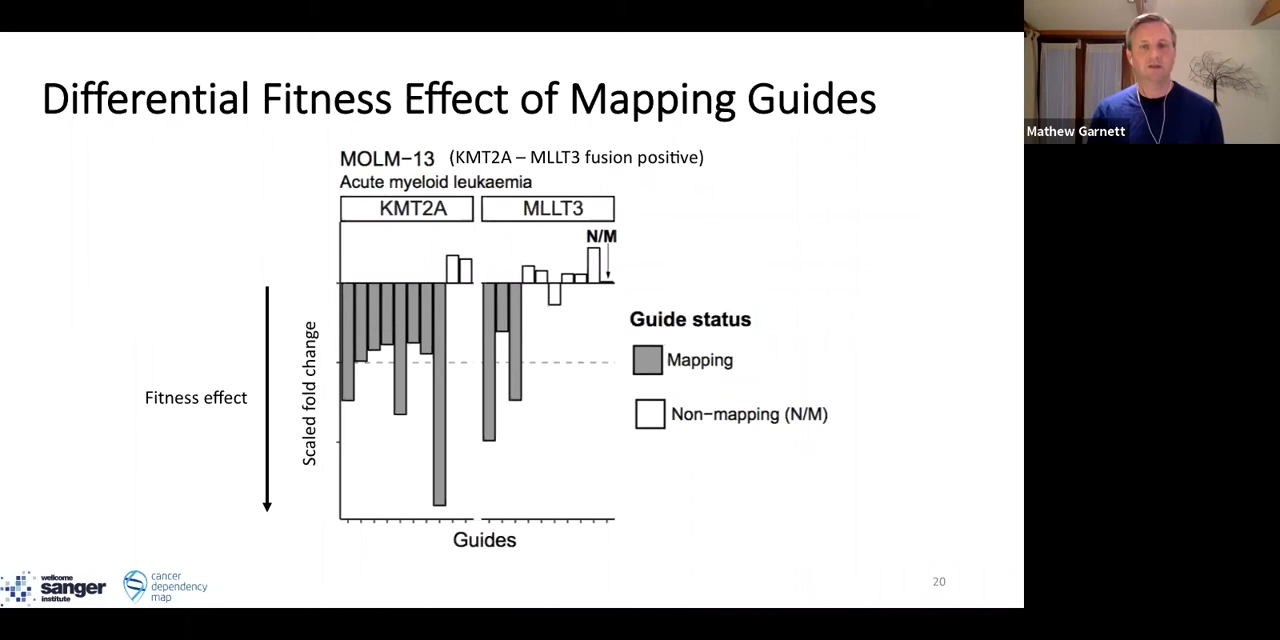 Differential Fitness Effect of Mapping Guides
Mathew Garnett
MOLM−13 (KMT2A – MLLT3 fusion positive)
Acute myeloid leukaemia
KMT2A MLLT3
N/M
Guide status
Mapping
Non−mapping (N/M)
Fitness effect
Scaled fold change
Guides
wellcome
sanger
institute
cancer
dependency
map
20